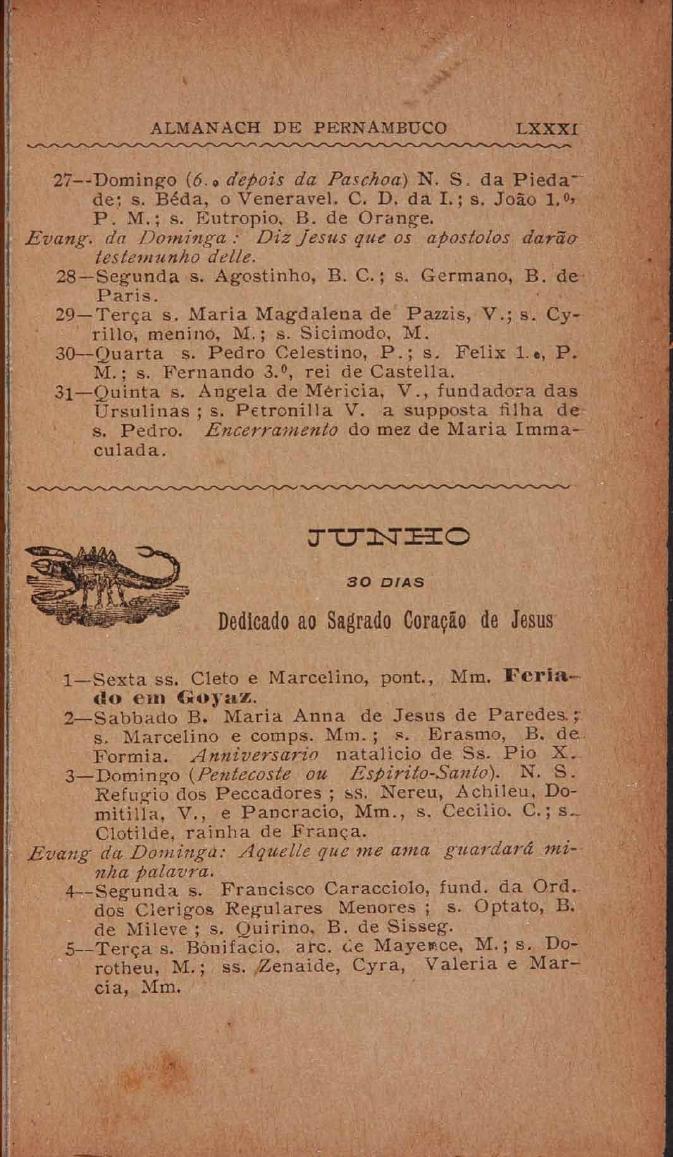 ALMANACH DE PERNAMBUCO LXXXI
27--Domingo (6.º depois da Paschoa) N. S. da Pieda-
de; s. Béda, o Veneravel. C. D. da I.; s. João 1.º,
P. M.; s. Eutropio, B. de Orange.
Evang. da Dominga: Diz Jesus que os apostolos darão
testemunho delle.
28—Segunda s. Agostinho, B. C.; s. Germano, B. de
Paris.
29—Terça s. Maria Magdalena de Pazzis, V.; s. Cy-
rillo, menino, M.; s. Sicimodo, M.
30—Quarta s. Pedro Celestino, P.; s. Felix 1.º, P.
M.; s. Fernando 3.º, rei de Castella.
31—Quinta s. Angela de Méricia, V., fundadora das
Ursulinas; s. Petronilla V. a supposta filha de
s. Pedro. Encerramento do mez de Maria Imma-
culada.
JUNHO
30 DIAS
Dedicado ao Sagrado Coração de Jesus
1—Sexta ss. Cleto e Marcelino, pont., Mm. Feria-
do em Goyaz.
2—Sabbado B. Maria Anna de Jesus de Paredes.;
s. Marcelino e comps. Mm.; s. Erasmo, B. de
Formia. Anniversario natalicio de Ss. Pio X.
3—Domingo (Pentecoste ou Espirito-Santo). N. S.
Refugio dos Peccadores; ss. Nereu, Achileu, Do-
mitilla, V., e Pancracio, Mm., s. Cecilio. C.; s.
Clotilde, rainha de França.
Evang da Dominga: Aquelle que me ama guardará mi-
nha palavra.
4--Segunda s. Francisco Caracciolo, fund. da Ord.
dos Clerigos Regulares Menores; s. Optato, B.
de Mileve; s. Quirino, B. de Sisseg.
5--Terça s. Bonifacio, arc. de Mayence, M.; s. Do-
rotheu, M.; ss. Zenaide, Cyra, Valeria e Mar-
cia, Mm.